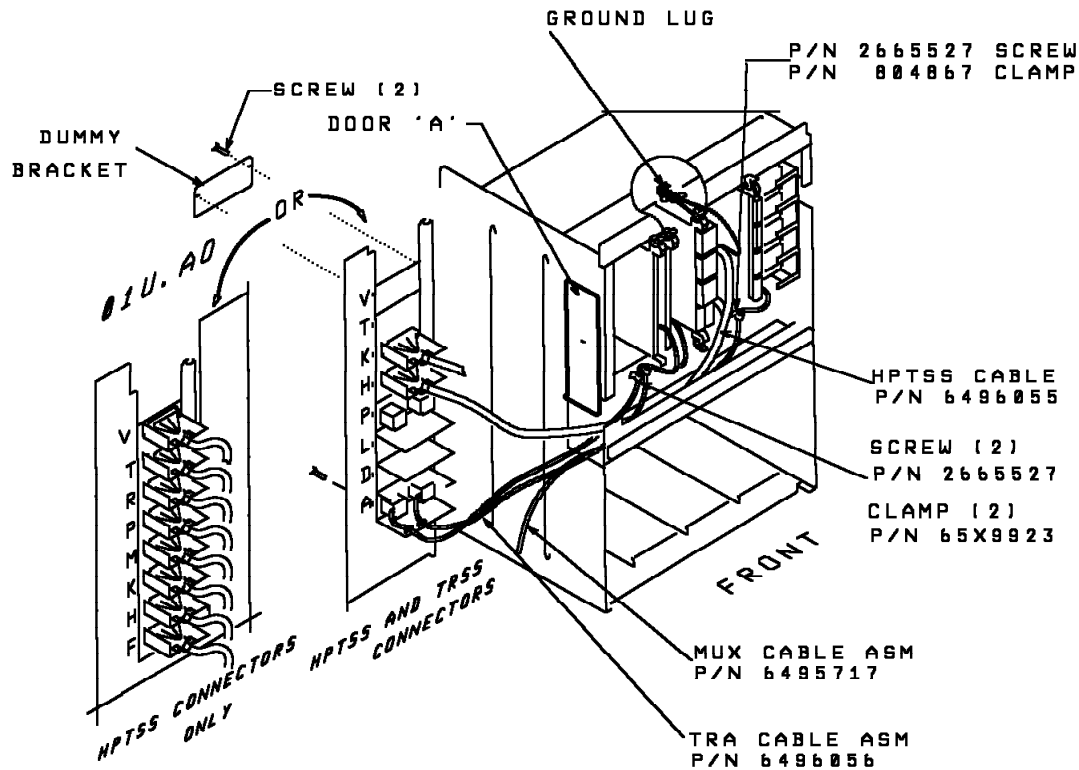 GROUND LUG
P/N 2665527 SCREW
P/N 804867 CLAMP
SCREW (2)
DOOR 'A'
DUMMY
BRACKET
OR
01U.A0
V
T
K
H
P
L
D
A
V
T
R
P
M
K
H
F
HPTSS CABLE
P/N 6496055
SCREW (2)
P/N 2665527
CLAMP (2)
P/N 65X9923
FRONT
HPTSS AND TRSS
CONNECTORS
HPTSS CONNECTORS
ONLY
MUX CABLE ASM
P/N 6495717
TRA CABLE ASM
P/N 6496056